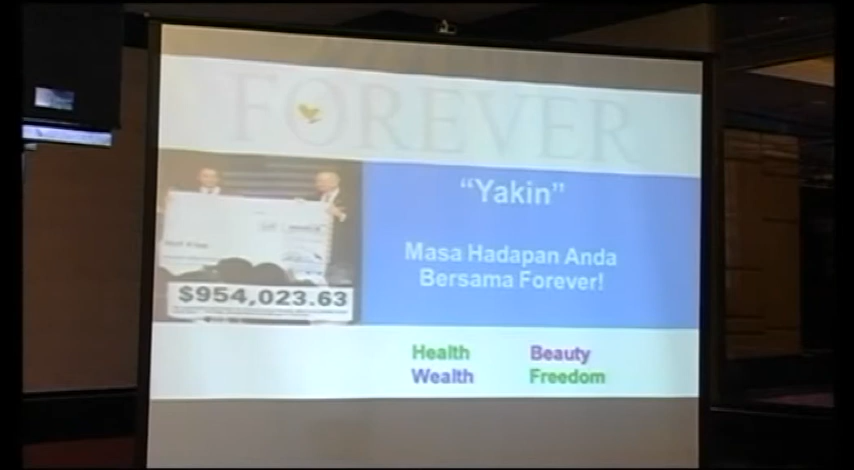 FOREVER
“Yakin”
Masa Hadapan Anda
Bersama Forever!
$954,023.63
Health Beauty
Wealth Freedom